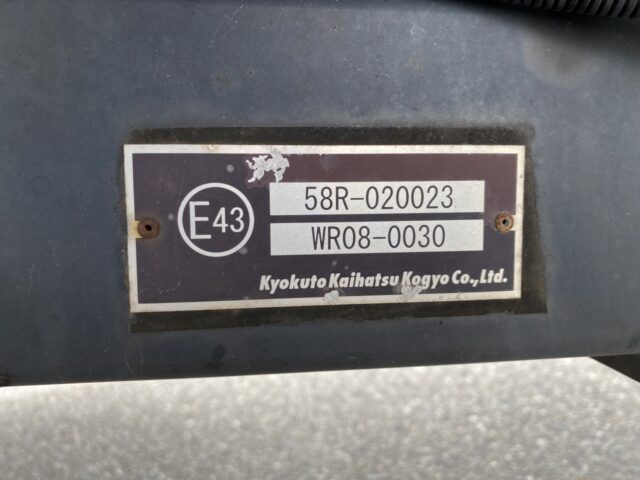 E43
58R-020023
WR08-0030
Kyokuto Kaihatsu Kogyo Co.,Ltd.